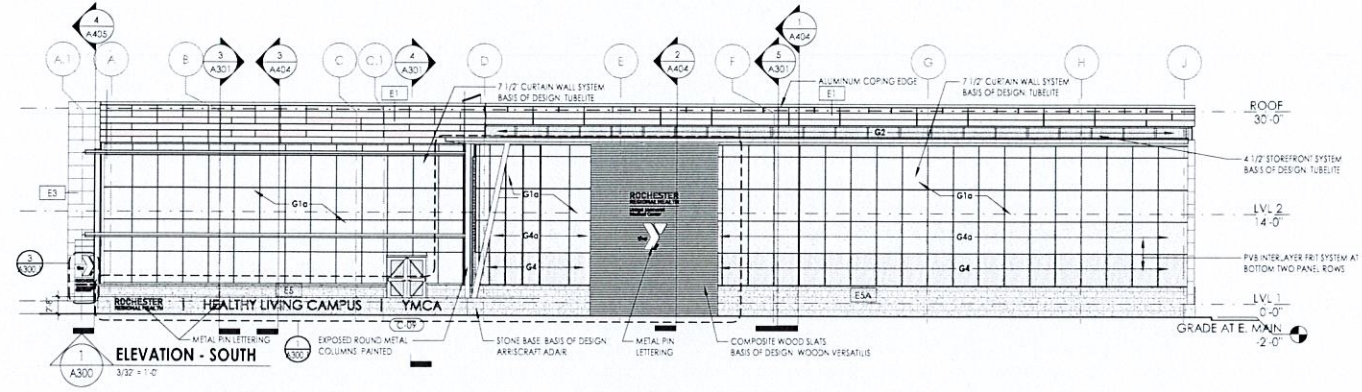 4
A405
3
A301
3
A404
4
A301
2
A404
1
A404
5
A301
A.1
A
B
C
C.1
D
E
F
G
H
J
7 1/2" CURTAIN WALL SYSTEM
BASIS OF DESIGN TUBELITE
ALUMINUM COPING EDGE
7 1/2" CURTAIN WALL SYSTEM
BASIS OF DESIGN TUBELITE
E1
E1
ROOF
30'-0"
G2
4 1/2" STOREFRONT SYSTEM
BASIS OF DESIGN TUBELITE
E3
G1a
G1a
G1a
ROCHESTER
REGIONAL HEALTH
the
Y
LVL 2
14'-0"
G4a
G4a
G4
G4
PVB INTERLAYER FRIT SYSTEM AT
BOTTOM TWO PANEL ROWS
3
A300
E5
E5A
ROCHESTER
REGIONAL HEALTH
HEALTHY LIVING CAMPUS
YMCA
LVL 1
0'-0"
C-09
GRADE AT E. MAIN
-2'-0"
METAL PIN LETTERING
EXPOSED ROUND METAL
COLUMNS PAINTED
STONE BASE BASIS OF DESIGN
ARRISCRAFT ADAIR
METAL PIN
LETTERING
COMPOSITE WOOD SLATS
BASIS OF DESIGN WOODN VERSATILIS
1
A300
ELEVATION - SOUTH
3/32" = 1'-0"